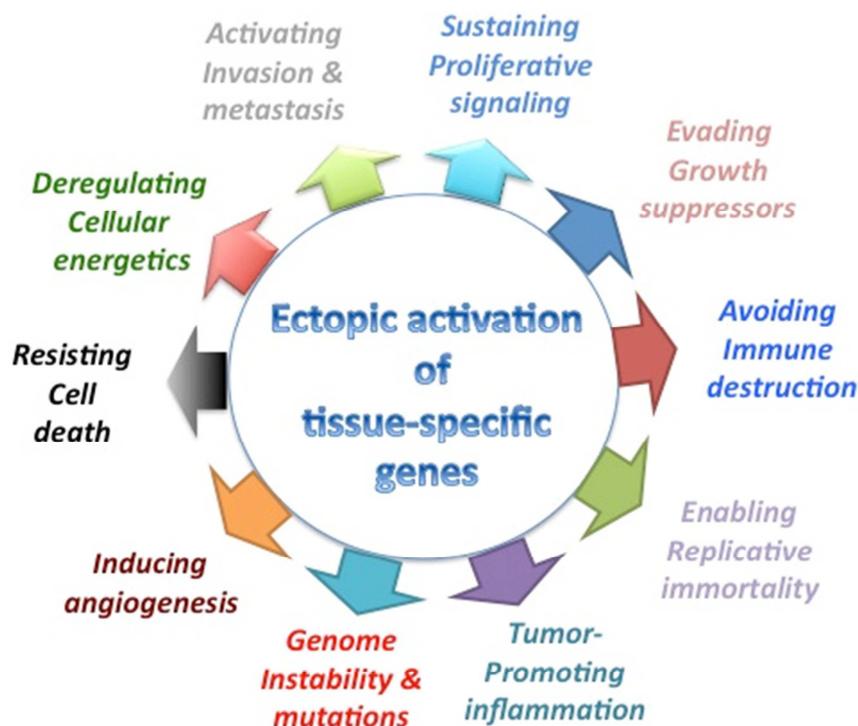 Activating
Invasion &
metastasis
Sustaining
Proliferative
signaling
Evading
Growth
suppressors
Deregulating
Cellular
energetics
Avoiding
Immune
destruction
Ectopic activation
of
tissue-specific
genes
Resisting
Cell
death
Enabling
Replicative
immortality
Inducing
angiogenesis
Genome
Instability &
mutations
Tumor-
Promoting
inflammation